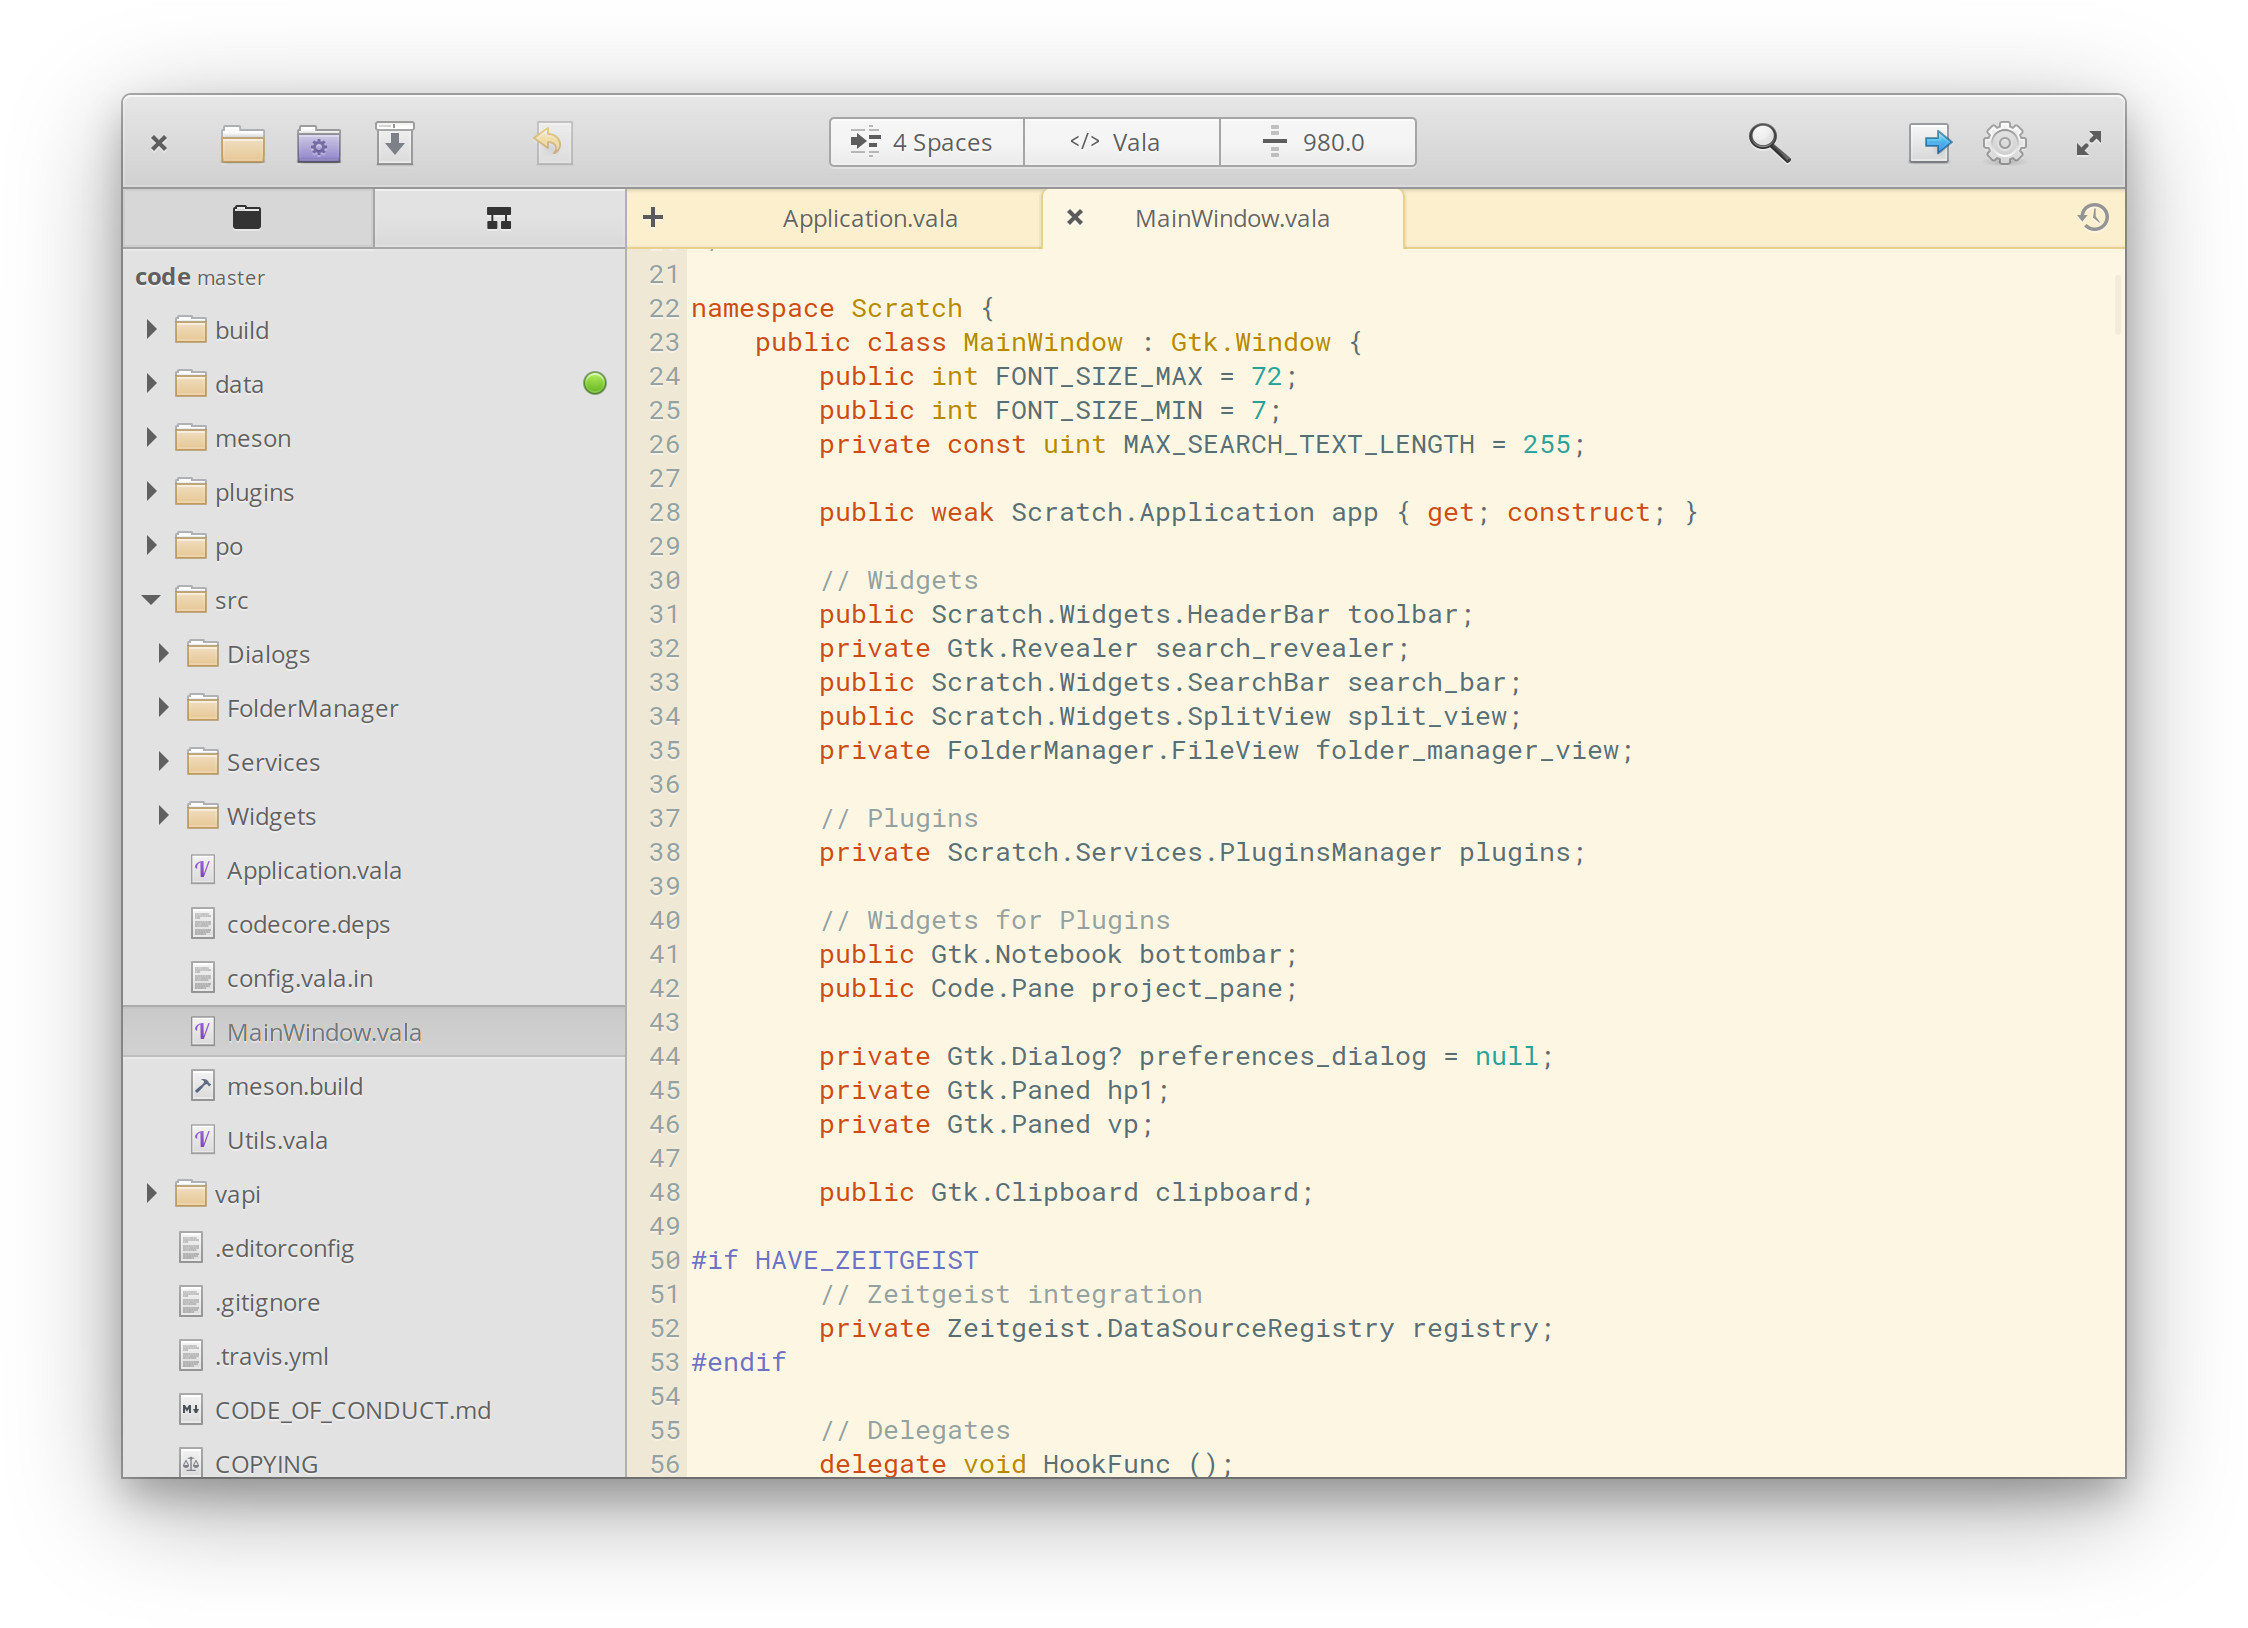 4 Spaces </> Vala 980.0
Application.vala MainWindow.vala
code master
build
data
meson
plugins
po
src
Dialogs
FolderManager
Services
Widgets
Application.vala
codecore.deps
config.vala.in
MainWindow.vala
meson.build
Utils.vala
vapi
.editorconfig
.gitignore
.travis.yml
CODE_OF_CONDUCT.md
COPYING
21
22 namespace Scratch {
23     public class MainWindow : Gtk.Window {
24         public int FONT_SIZE_MAX = 72;
25         public int FONT_SIZE_MIN = 7;
26         private const uint MAX_SEARCH_TEXT_LENGTH = 255;
27
28         public weak Scratch.Application app { get; construct; }
29
30         // Widgets
31         public Scratch.Widgets.HeaderBar toolbar;
32         private Gtk.Revealer search_revealer;
33         public Scratch.Widgets.SearchBar search_bar;
34         public Scratch.Widgets.SplitView split_view;
35         private FolderManager.FileView folder_manager_view;
36
37         // Plugins
38         private Scratch.Services.PluginsManager plugins;
39
40         // Widgets for Plugins
41         public Gtk.Notebook bottombar;
42         public Code.Pane project_pane;
43
44         private Gtk.Dialog? preferences_dialog = null;
45         private Gtk.Paned hp1;
46         private Gtk.Paned vp;
47
48         public Gtk.Clipboard clipboard;
49
50 #if HAVE_ZEITGEIST
51         // Zeitgeist integration
52         private Zeitgeist.DataSourceRegistry registry;
53 #endif
54
55         // Delegates
56         delegate void HookFunc ();